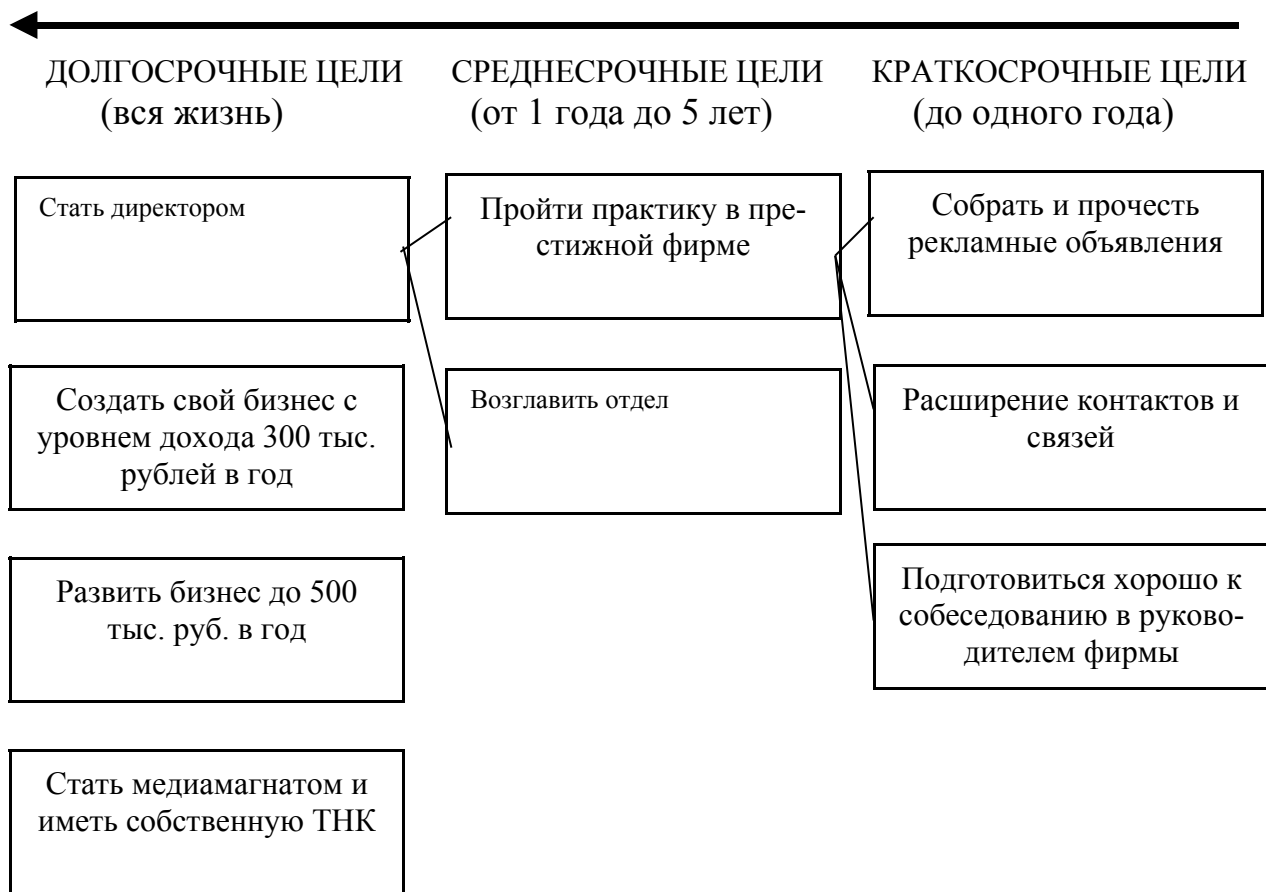 ДОЛГОСРОЧНЫЕ ЦЕЛИ
(вся жизнь)
СРЕДНЕСРОЧНЫЕ ЦЕЛИ
(от 1 года до 5 лет)
КРАТКОСРОЧНЫЕ ЦЕЛИ
(до одного года)
Стать директором
Пройти практику в пре-
стижной фирме
Собрать и прочесть
рекламные объявления
Создать свой бизнес с
уровнем дохода 300 тыс.
рублей в год
Возглавить отдел
Расширение контактов и
связей
Развить бизнес до 500
тыс. руб. в год
Подготовиться хорошо к
собеседованию в руково-
дителем фирмы
Стать медиамагнатом и
иметь собственную ТНК